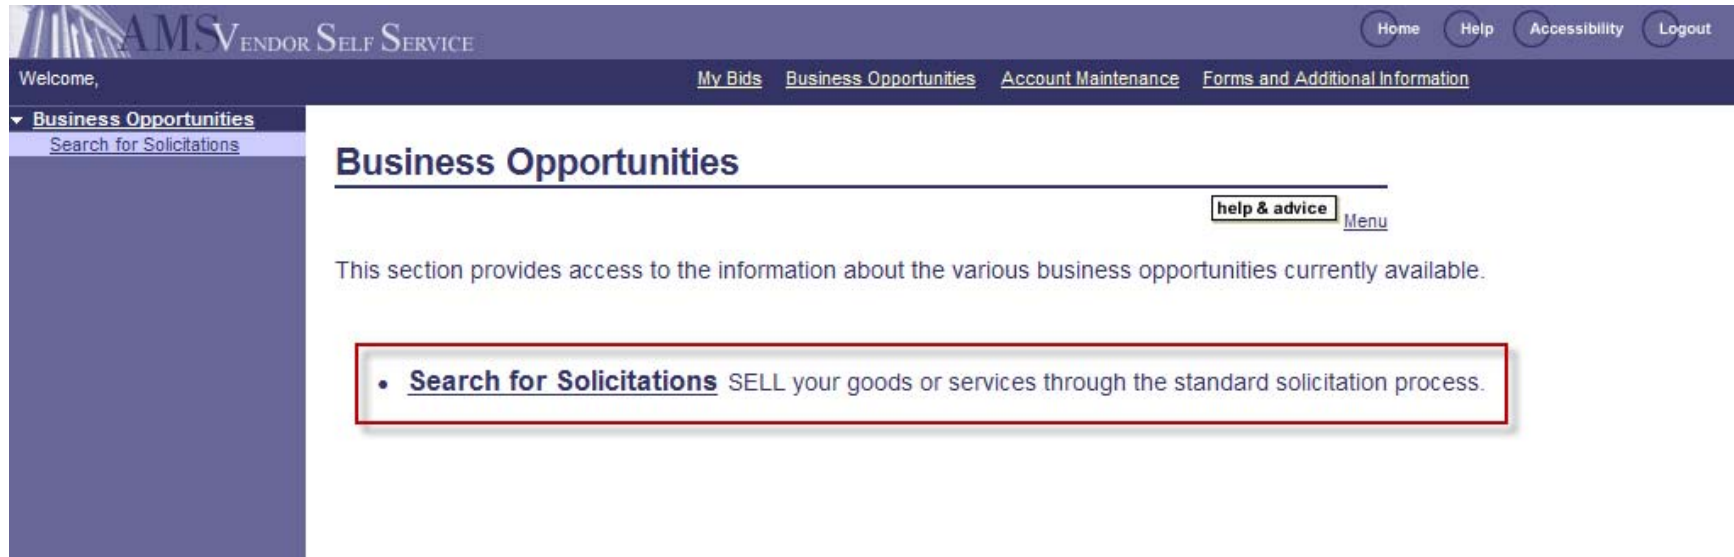 AMS VENDOR SELF SERVICE
Home Help Accessibility Logout
Welcome,
My Bids Business Opportunities Account Maintenance Forms and Additional Information
Business Opportunities
Search for Solicitations
Business Opportunities
help & advice Menu
This section provides access to the information about the various business opportunities currently available.
• Search for Solicitations SELL your goods or services through the standard solicitation process.